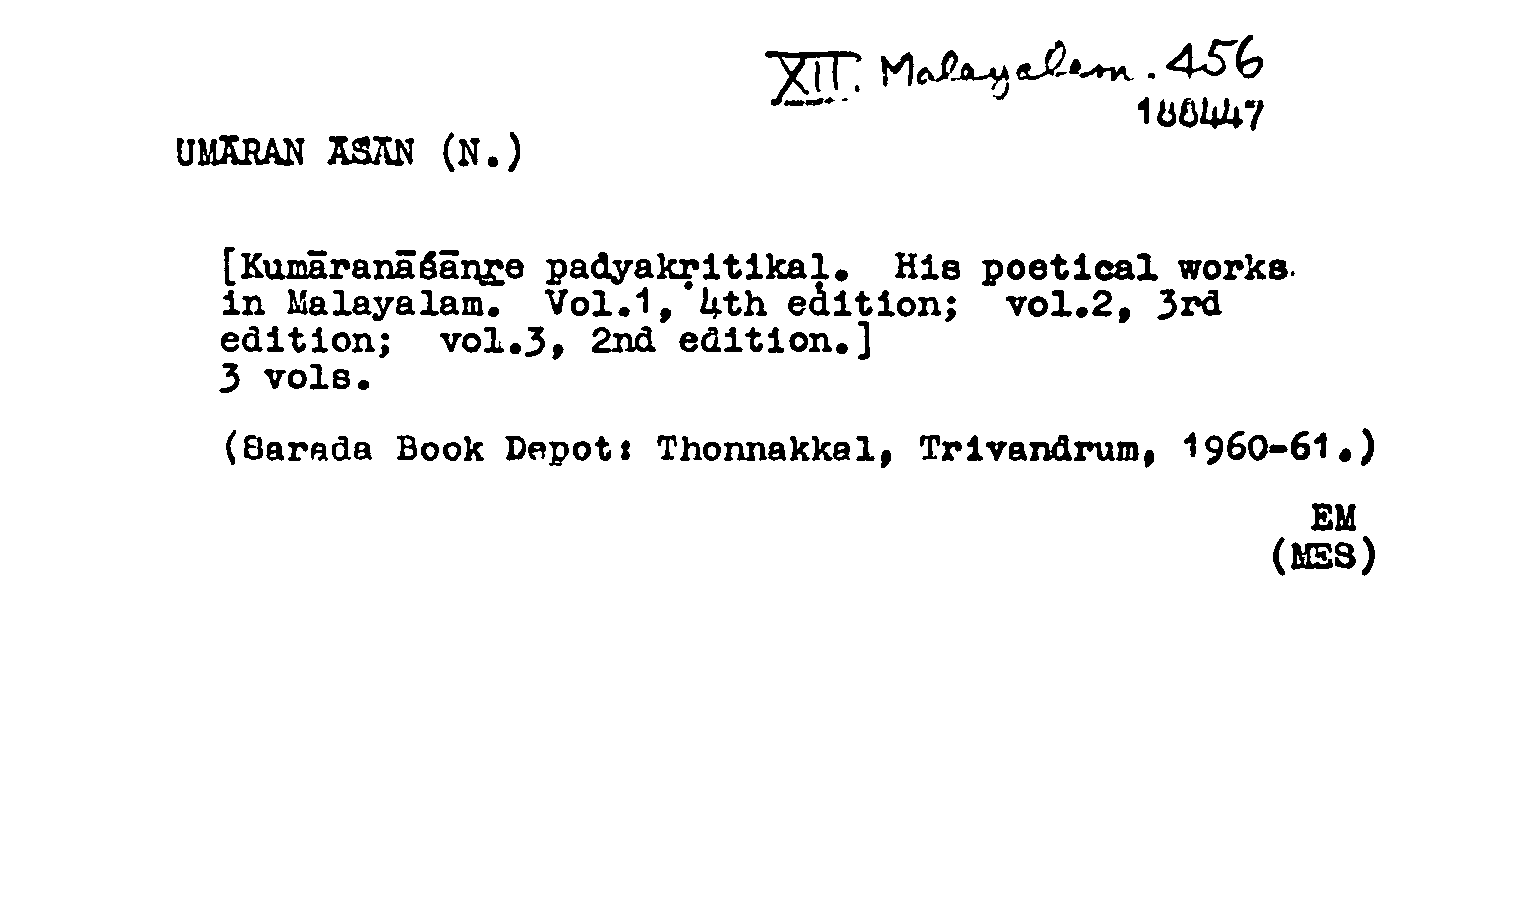 XII. Malayalam. 456
188447
UMĀRAN ĀSĀN (N.)
[Kumāranāśānṟe padyakṛitikaḷ. His poetical works
in Malayalam. Vol.1, 4th edition; vol.2, 3rd
edition; vol.3, 2nd edition.]
3 vols.
(Sarada Book Depot: Thonnakkal, Trivandrum, 1960-61.)
EM
(MES)